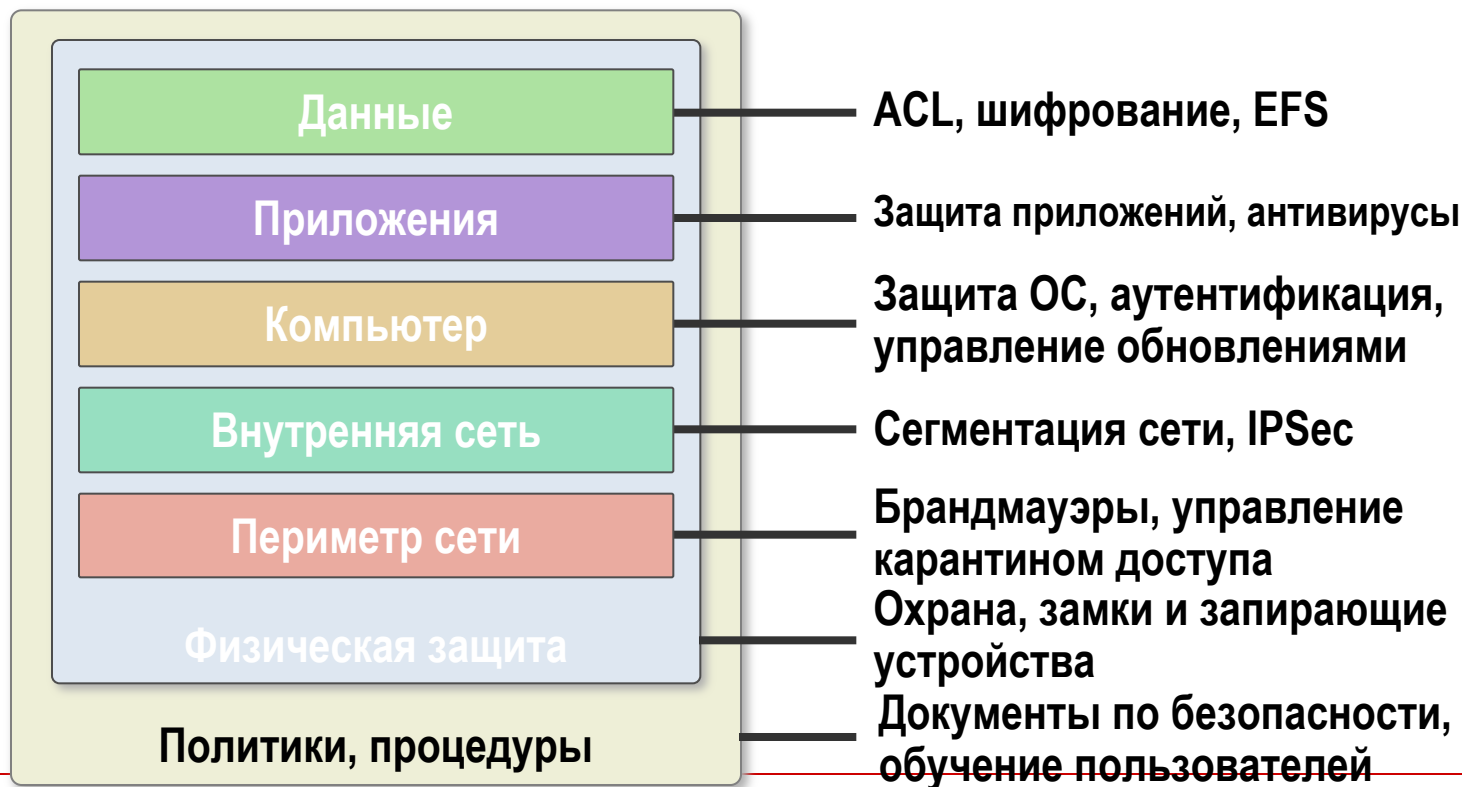 Данные
ACL, шифрование, EFS
Приложения
Защита приложений, антивирусы
Компьютер
Защита ОС, аутентификация,
управление обновлениями
Внутренняя сеть
Сегментация сети, IPSec
Периметр сети
Брандмауэры, управление
карантином доступа
Физическая защита
Охрана, замки и запирающие
устройства
Политики, процедуры
Документы по безопасности,
обучение пользователей